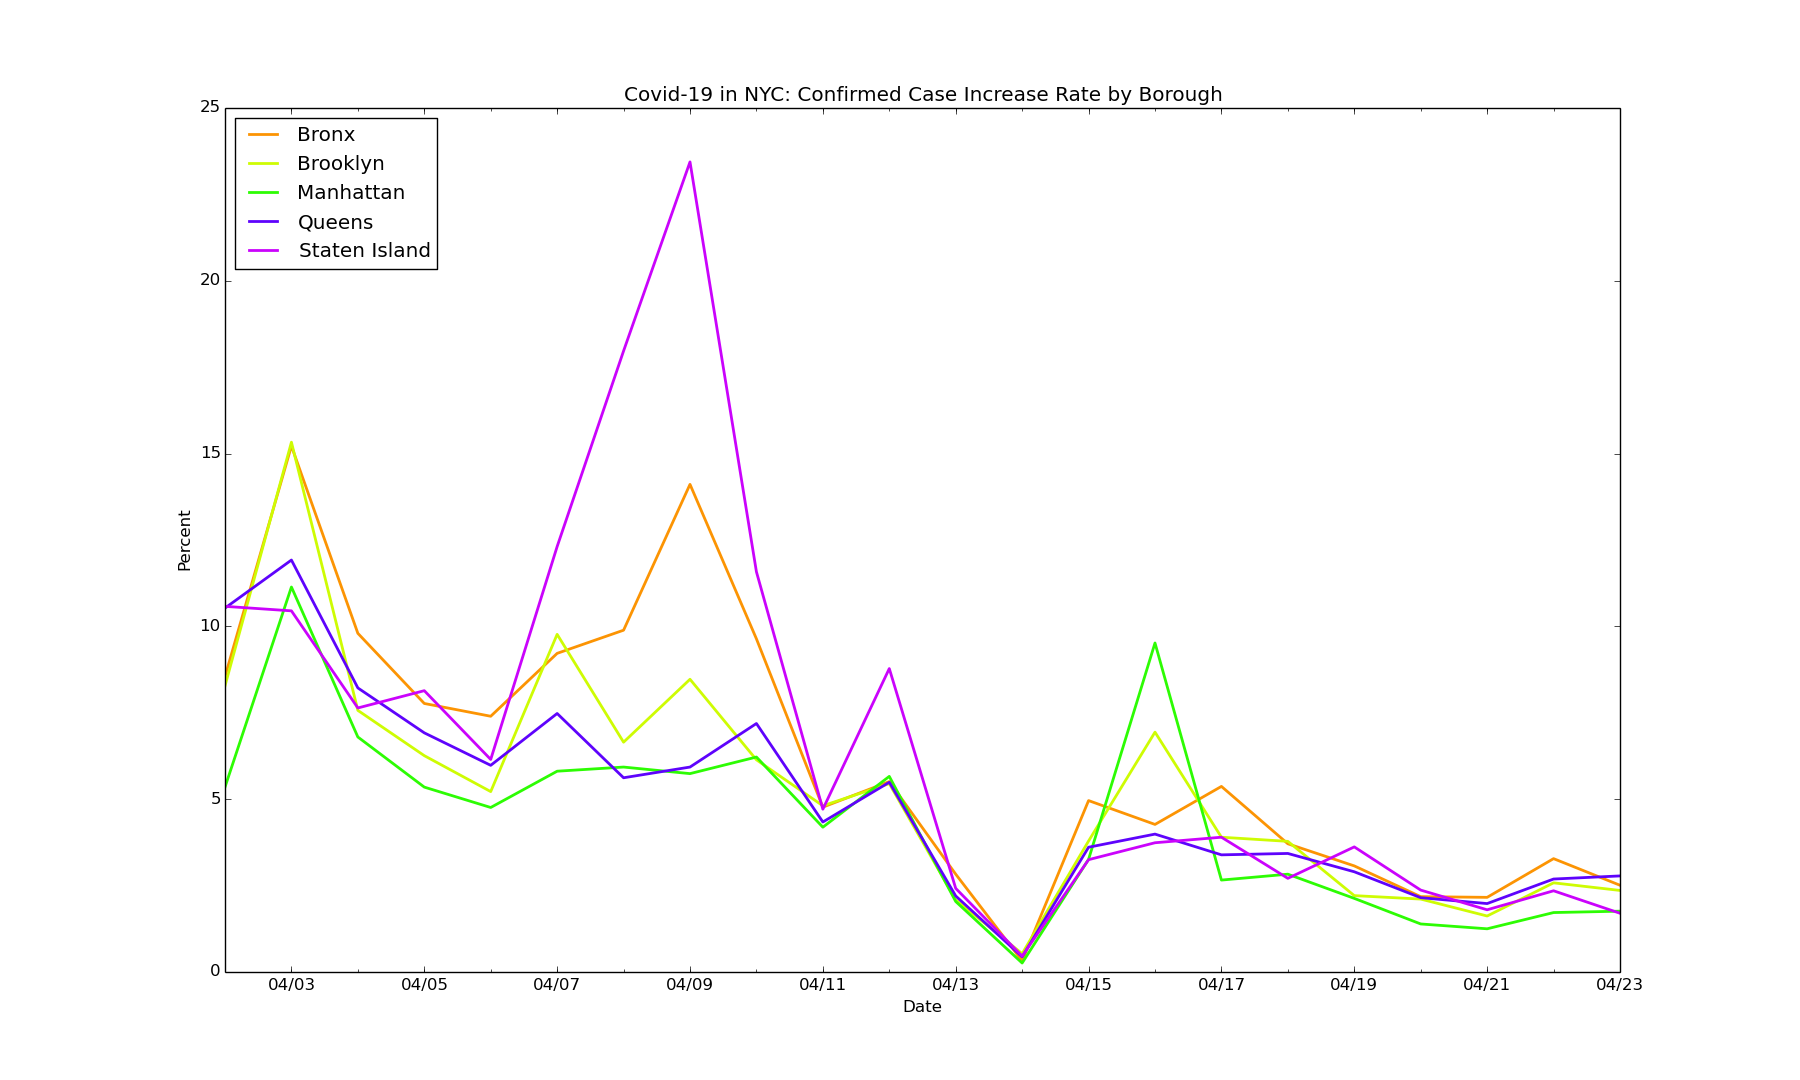 Covid-19 in NYC: Confirmed Case Increase Rate by Borough
25
Bronx
Brooklyn
Manhattan
Queens
Staten Island
20
15
Percent
10
5
0
04/03 04/05 04/07 04/09 04/11 04/13 04/15 04/17 04/19 04/21 04/23
Date